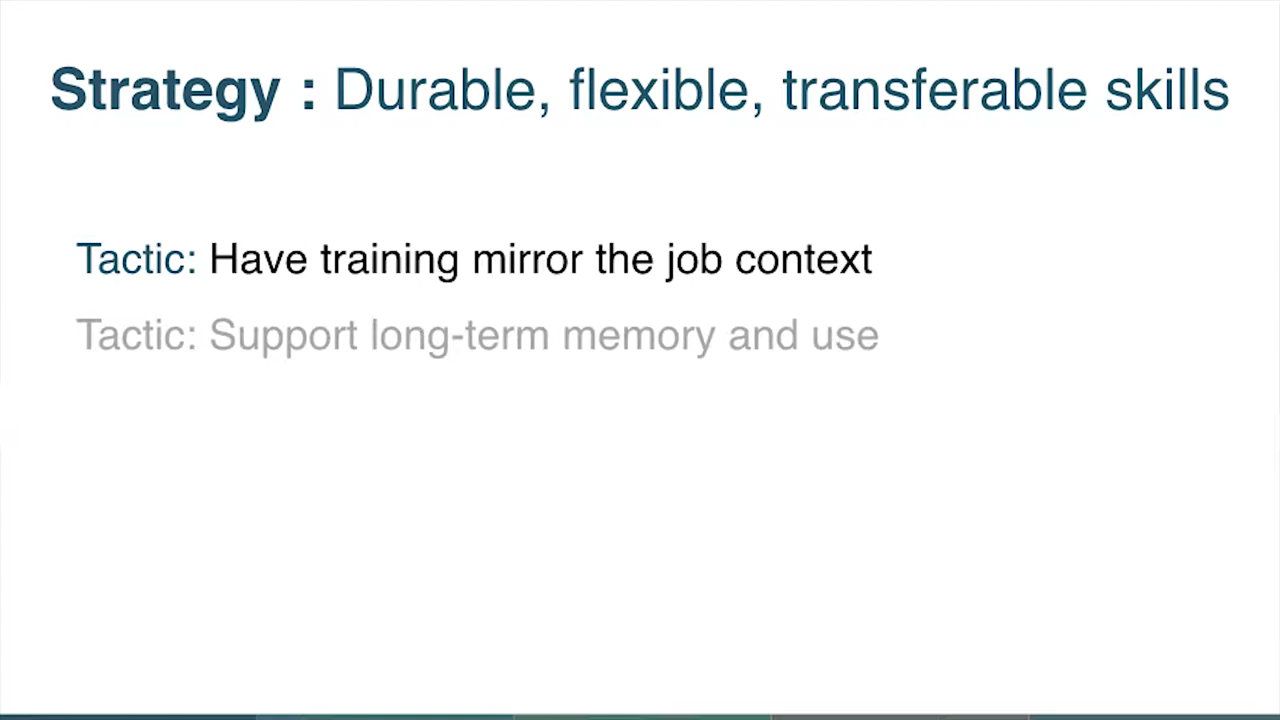 Strategy : Durable, flexible, transferable skills
Tactic: Have training mirror the job context
Tactic: Support long-term memory and use